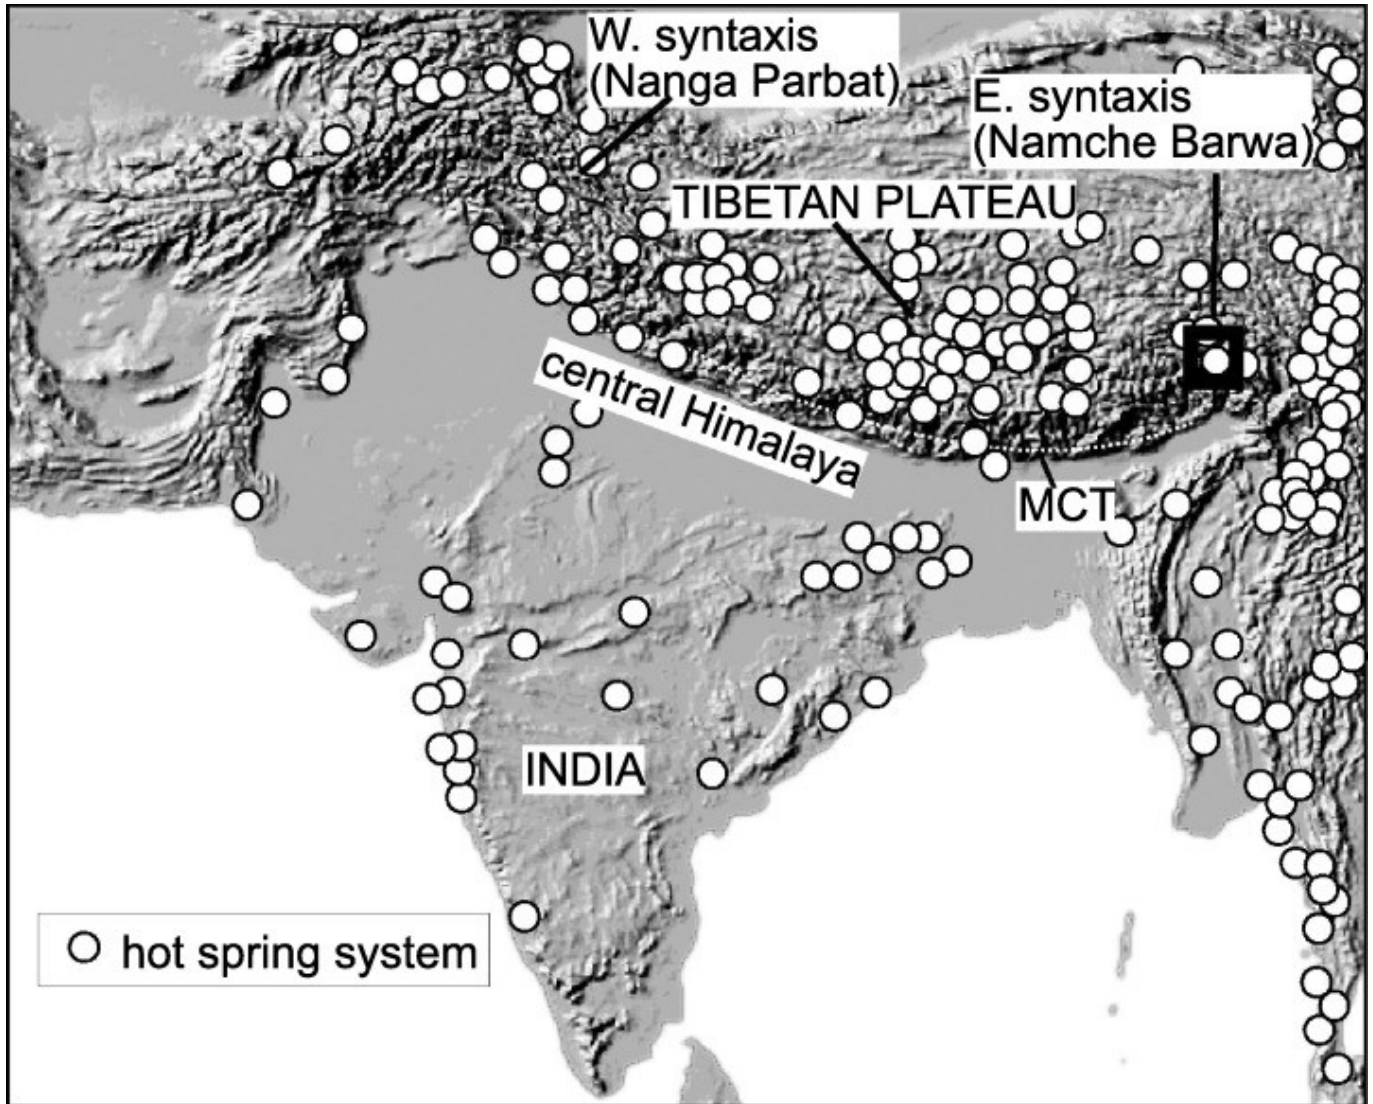 W. syntaxis
(Nanga Parbat)
E. syntaxis
(Namche Barwa)
TIBETAN PLATEAU
central Himalaya
MCT
INDIA
hot spring system